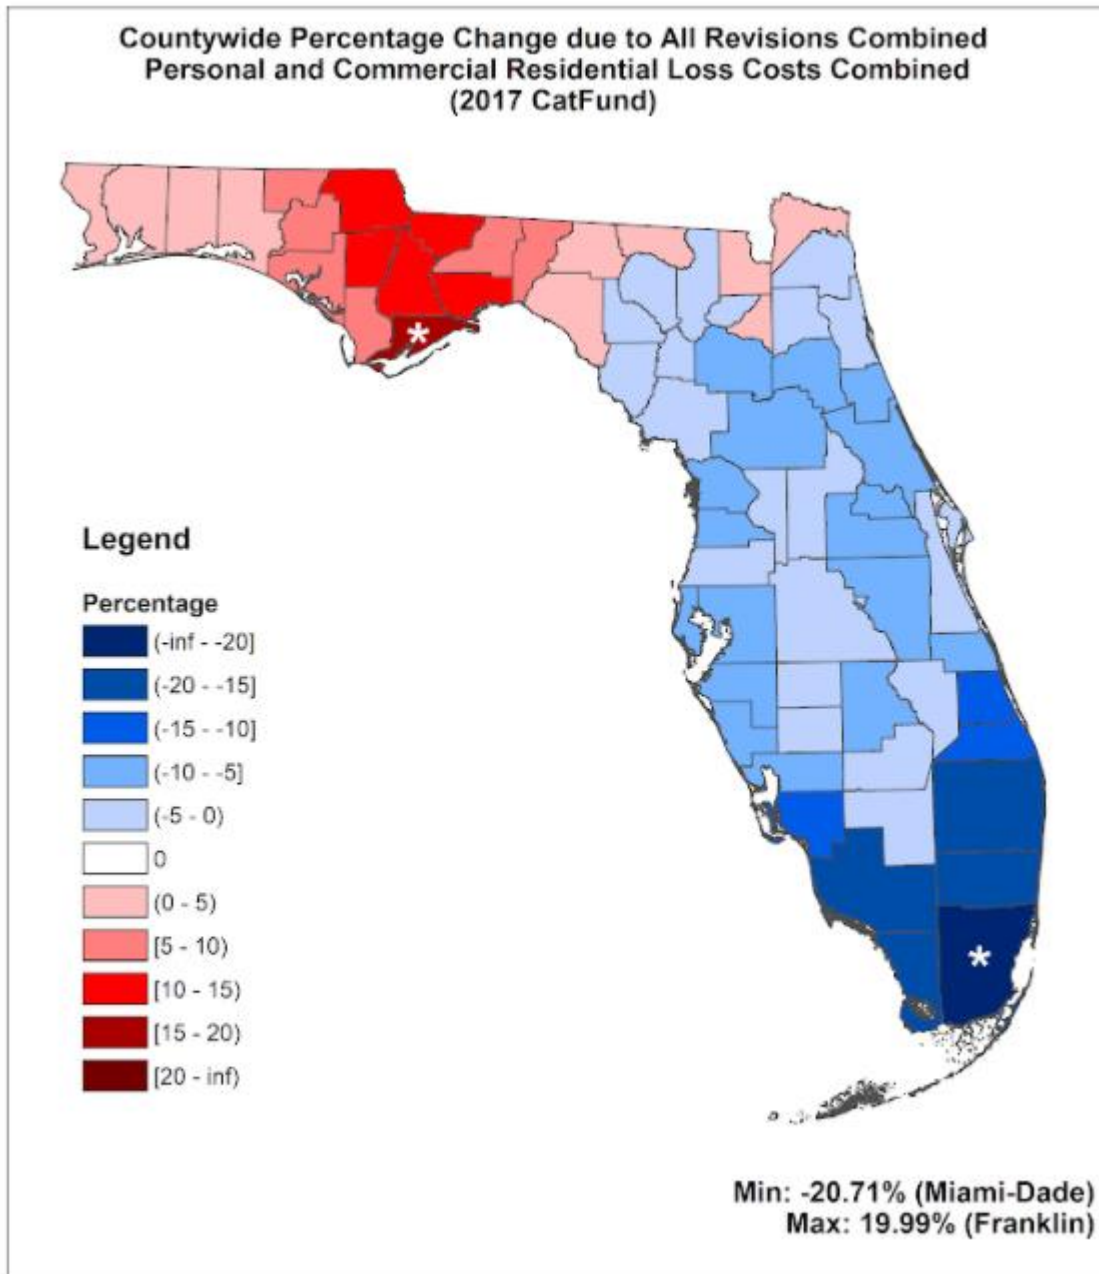 Countywide Percentage Change due to All Revisions Combined
Personal and Commercial Residential Loss Costs Combined
(2017 CatFund)
*
Legend
Percentage
(-inf - -20]
(-20 - -15]
(-15 - -10]
(-10 - -5]
(-5 - 0)
0
(0 - 5)
[5 - 10)
[10 - 15)
[15 - 20)
[20 - inf)
*
Min: -20.71% (Miami-Dade)
Max: 19.99% (Franklin)